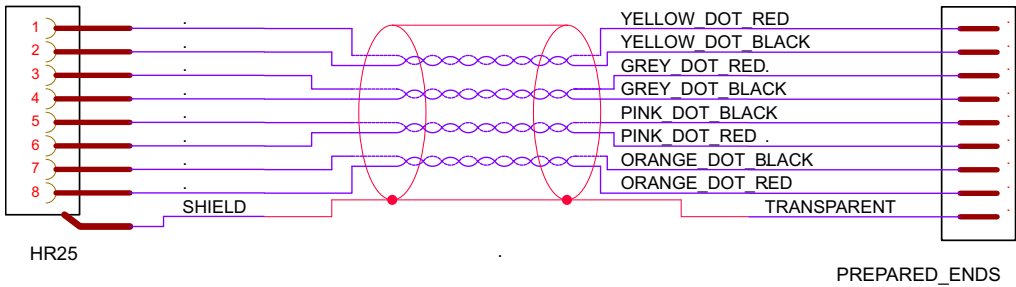 1 YELLOW_DOT_RED
2 YELLOW_DOT_BLACK
3 GREY_DOT_RED.
4 GREY_DOT_BLACK
5 PINK_DOT_BLACK
6 PINK_DOT_RED .
7 ORANGE_DOT_BLACK
8 ORANGE_DOT_RED
SHIELD TRANSPARENT
HR25
PREPARED_ENDS